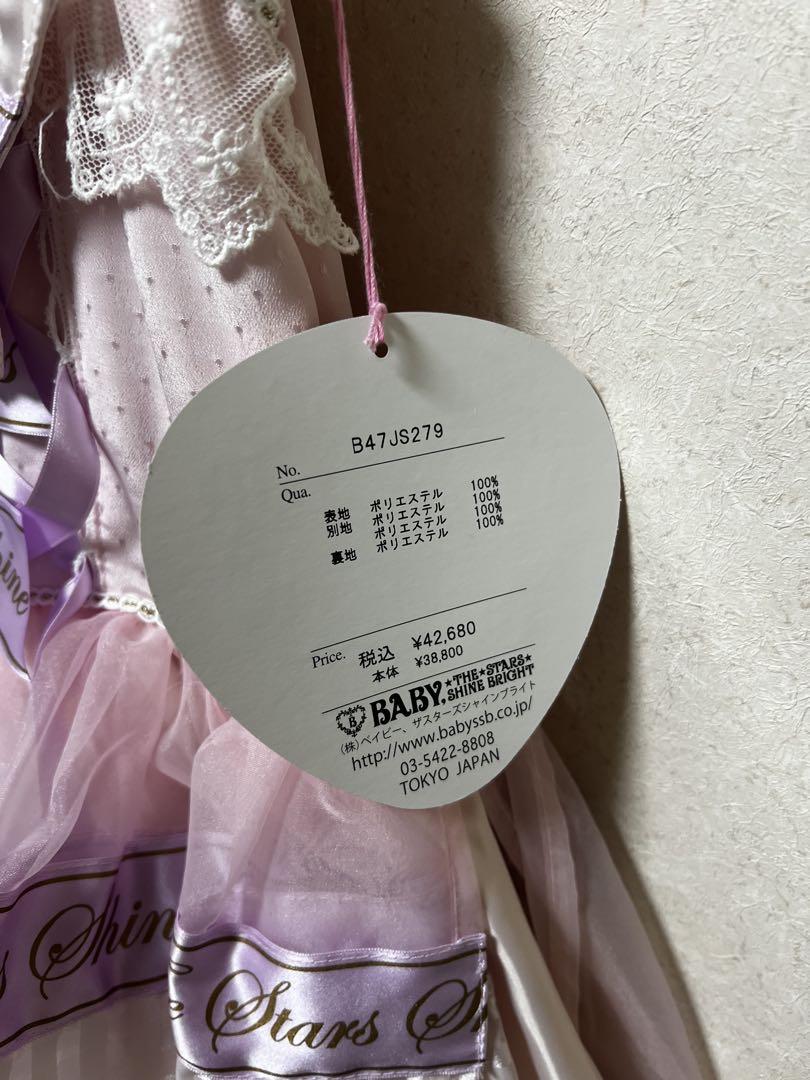 No. B47JS279
Qua.
表地 ポリエステル 100%
別地 ポリエステル 100%
ポリエステル 100%
裏地 ポリエステル 100%
Price. 税込 ¥42,680
本体 ¥38,800
B BABY, ★THE★STARS★ SHINE BRIGHT
(株)ベイビー、ザスターズシャインブライト
http://www.babyssb.co.jp/
03-5422-8808
TOKYO JAPAN
Shine
s Shin
e Stars S